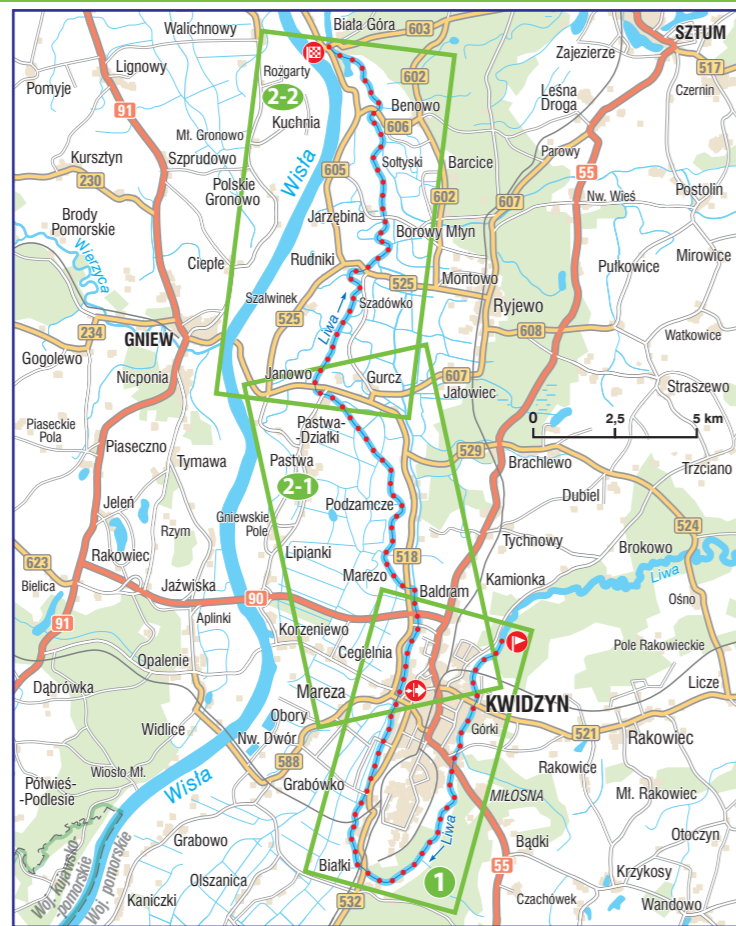 Walichnowy
Biała Góra
603
SZTUM
Zajezierze
517
Pomyje
Lignowy
Rozgarty
602
Leśna
Droga
Czernin
91
2-2
Benowo
Kuchnia
606
Mł. Gronowo
Kursztyn
Szprudowo
Wisła
Sołtyski
Barcice
Parowy
55
230
605
602
607
Postolin
Polskie
Gronowo
Nw. Wieś
Brody
Pomorskie
Jarzębina
Borowy Młyn
Mirowice
Wierzyca
Ciepłe
Rudniki
Pułkowice
Montowo
525
Szalwinek
Szadówko
Ryjewo
525
Liwa
608
234
GNIEW
Watkowice
Gogolewo
Nicponia
Janowo
Gurcz
607
Jałowiec
Straszewo
0
2,5
5 km
Piaseckie
Pola
Piaseczno
Pastwa-
-Działki
529
Brachlewo
Tymawa
Pastwa
Trzciano
2-1
Jeleń
Dubiel
Rzym
Gniewskie
Pole
Podzamcze
524
Tychnowy
Brokowo
623
Rakowiec
Lipianki
518
Bielica
Jaźwiska
Marezo
Baldram
Kamionka
Liwa
90
Ośno
91
Aplinki
Korzeniewo
Opalenie
Cegielnia
Pole Rakowieckie
Dąbrówka
Mareza
Licze
KWIDZYN
Obory
Widlice
Nw. Dwór
Górki
521
Rakowiec
588
Wiosło Mł.
Rakowice
Półwieś-
-Podlesie
Wisła
Grabówko
MIŁOSNA
Mł. Rakowiec
Grabowo
Liwa
Bądki
Otoczyn
Woj. kujawsko-
-pomorskie
Woj. pomorskie
Białki
1
55
Olszanica
Krzykosy
Kaniczki
532
Czachówek
Wandowo